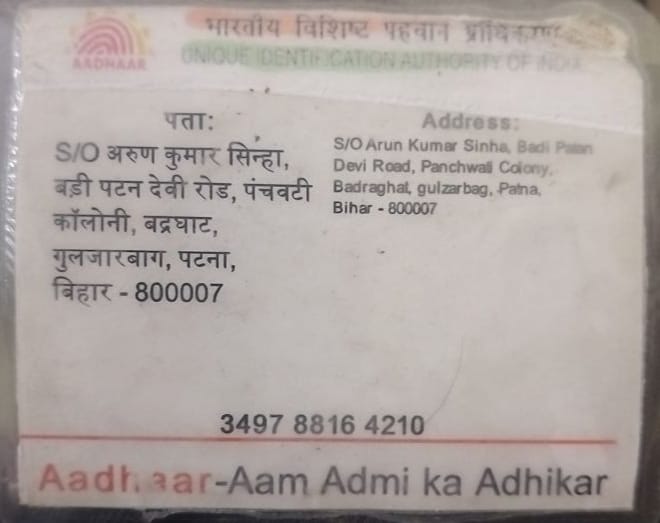 AADHAAR
भारतीय विशिष्ट पहचान प्राधिकरण
UNIQUE IDENTIFICATION AUTHORITY OF INDIA
पता:
S/O अरुण कुमार सिन्हा,
बड़ी पटन देवी रोड, पंचवटी
कॉलोनी, बद्रघाट,
गुलजारबाग, पटना,
बिहार - 800007
Address:
S/O Arun Kumar Sinha, Badi Patan
Devi Road, Panchwati Colony,
Badraghat, gulzarbag, Patna,
Bihar - 800007
3497 8816 4210
Aadhaar-Aam Admi ka Adhikar